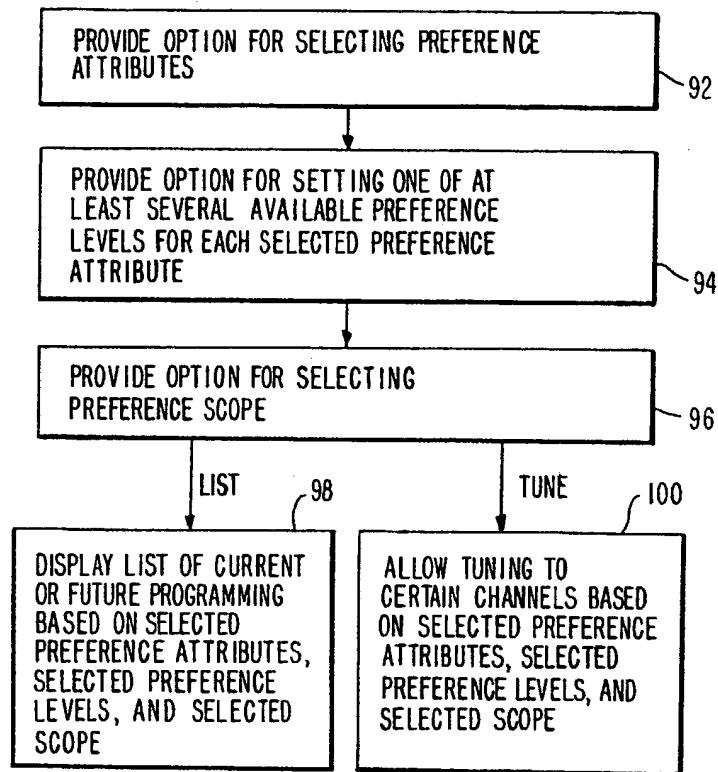 PROVIDE OPTION FOR SELECTING PREFERENCE
ATTRIBUTES
92
PROVIDE OPTION FOR SETTING ONE OF AT
LEAST SEVERAL AVAILABLE PREFERENCE
LEVELS FOR EACH SELECTED PREFERENCE
ATTRIBUTE
94
PROVIDE OPTION FOR SELECTING
PREFERENCE SCOPE
96
LIST
98
DISPLAY LIST OF CURRENT
OR FUTURE PROGRAMMING
BASED ON SELECTED
PREFERENCE ATTRIBUTES,
SELECTED PREFERENCE
LEVELS, AND SELECTED
SCOPE
TUNE
100
ALLOW TUNING TO
CERTAIN CHANNELS BASED
ON SELECTED PREFERENCE
ATTRIBUTES, SELECTED
PREFERENCE LEVELS, AND
SELECTED SCOPE